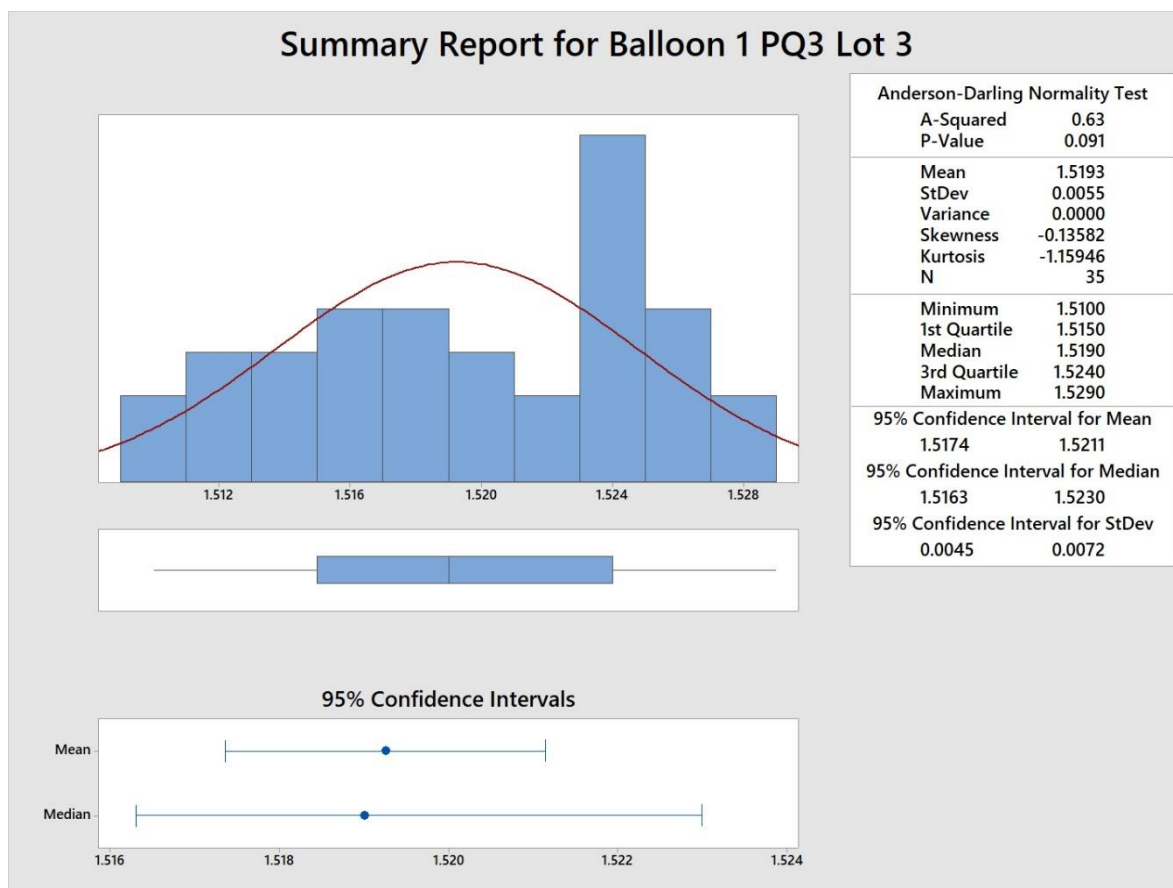 Summary Report for Balloon 1 PQ3 Lot 3
Anderson-Darling Normality Test
A-Squared 0.63
P-Value 0.091
Mean 1.5193
StDev 0.0055
Variance 0.0000
Skewness -0.13582
Kurtosis -1.15946
N 35
Minimum 1.5100
1st Quartile 1.5150
Median 1.5190
3rd Quartile 1.5240
Maximum 1.5290
95% Confidence Interval for Mean
1.5174 1.5211
95% Confidence Interval for Median
1.5163 1.5230
95% Confidence Interval for StDev
0.0045 0.0072
1.512 1.516 1.520 1.524 1.528
95% Confidence Intervals
Mean
Median
1.516 1.518 1.520 1.522 1.524